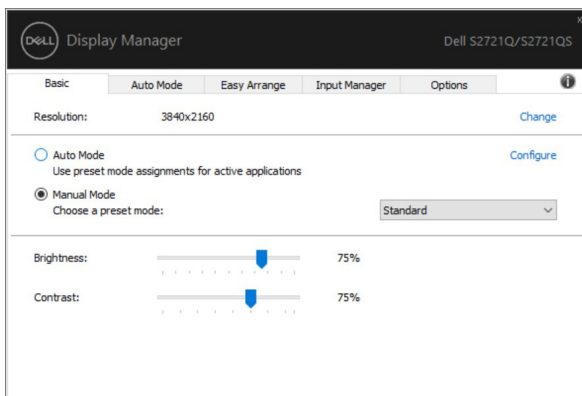 DELL Display Manager Dell S2721Q/S2721QS
Basic Auto Mode Easy Arrange Input Manager Options
Resolution: 3840x2160 Change
Auto Mode Configure
Use preset mode assignments for active applications
Manual Mode
Choose a preset mode: Standard
Brightness: 75%
Contrast: 75%